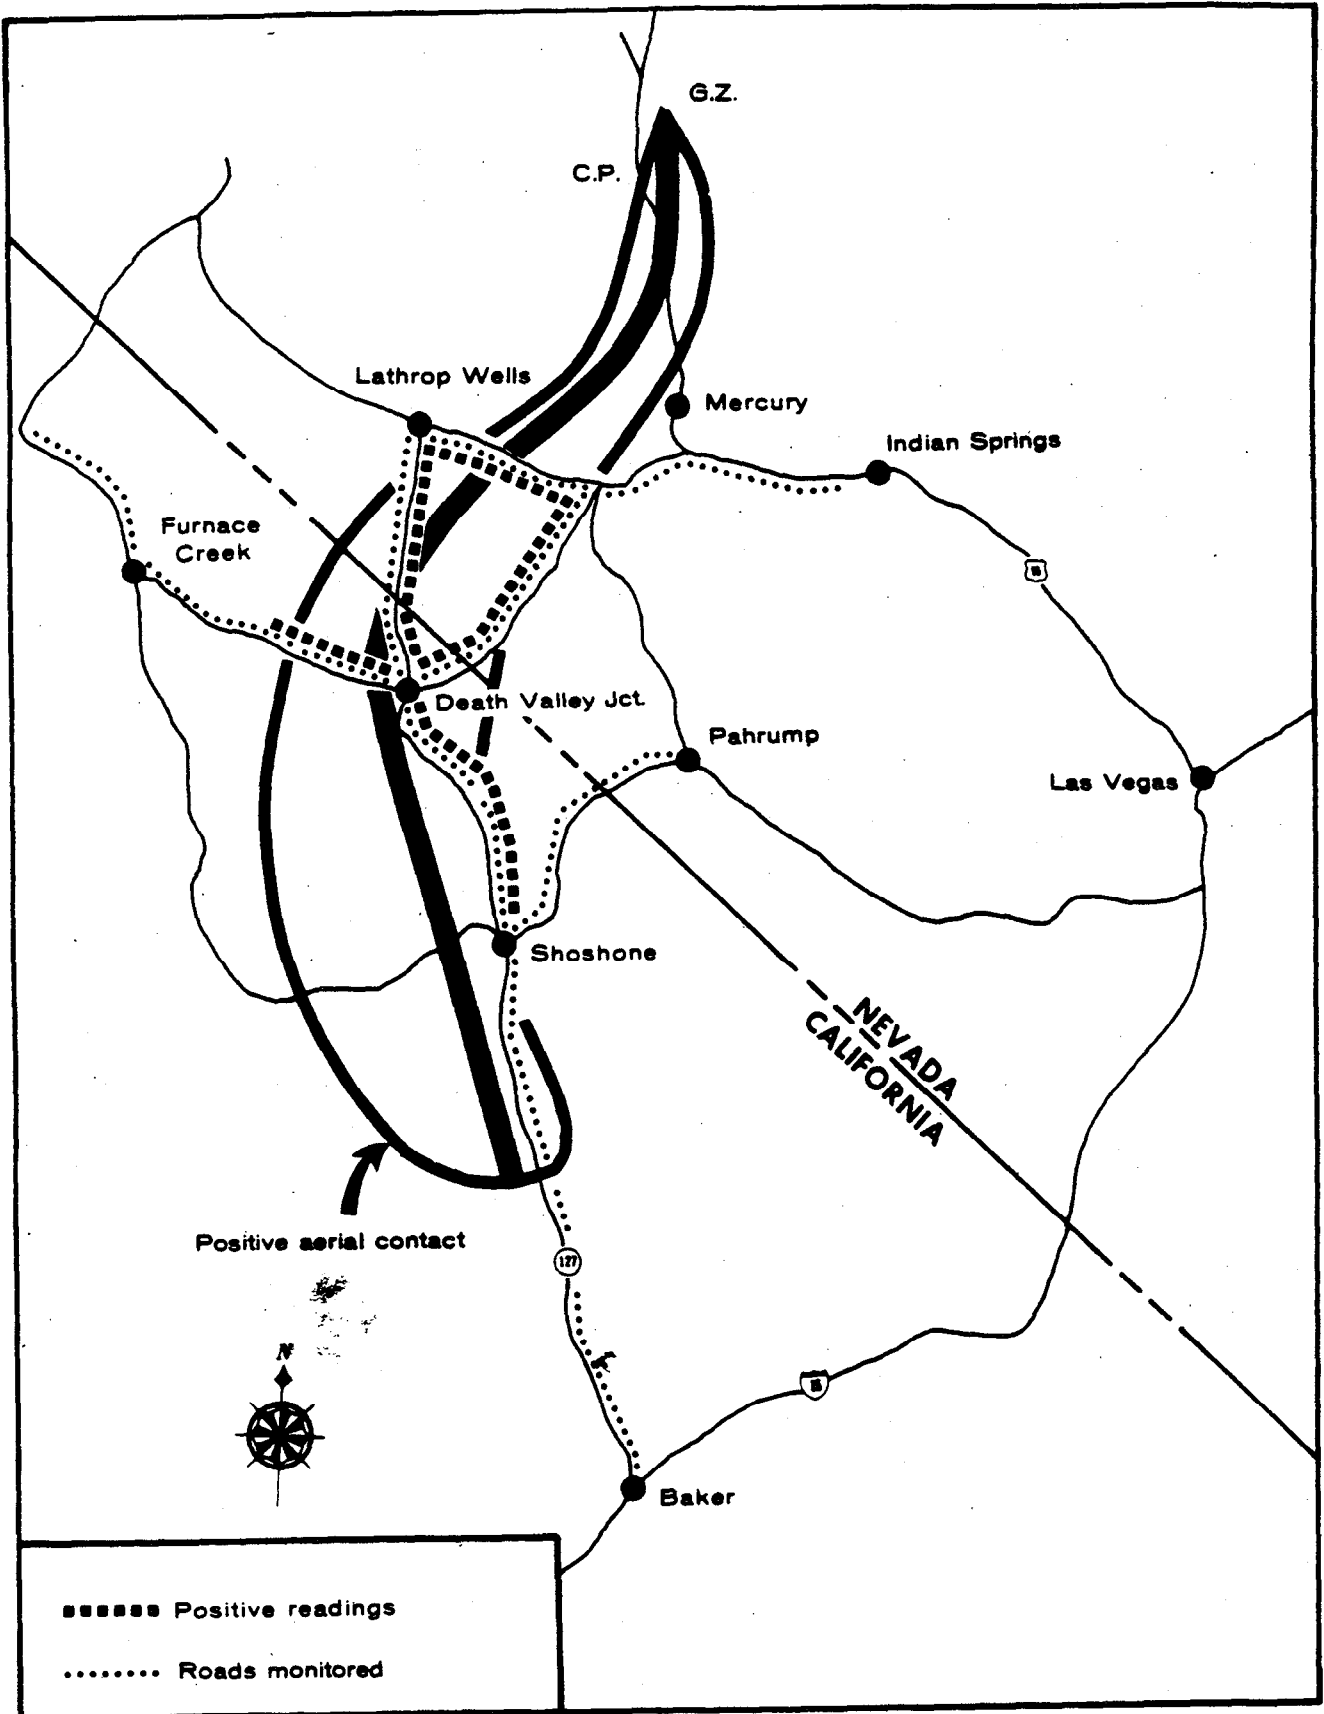 G.Z.
C.P.
Lathrop Wells
Mercury
Indian Springs
Furnace
Creek
Death Valley Jct.
Pahrump
Las Vegas
Shoshone
NEVADA
CALIFORNIA
Positive aerial contact
127
N
Baker
Positive readings
Roads monitored